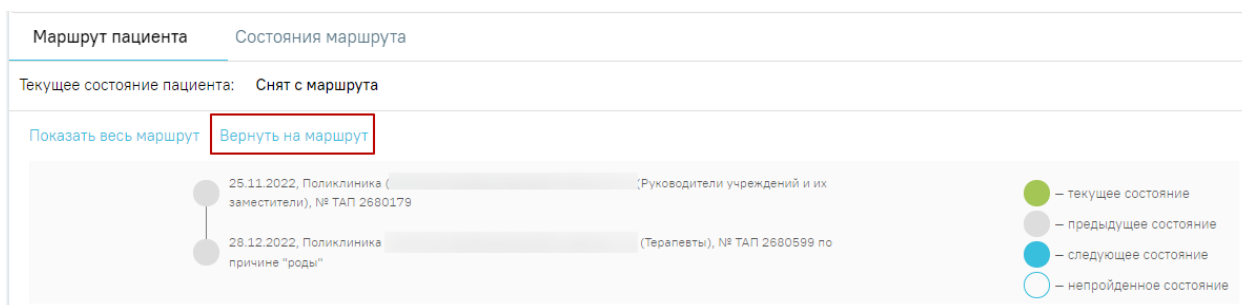 Маршрут пациента Состояния маршрута
Текущее состояние пациента: Снят с маршрута
Показать весь маршрут Вернуть на маршрут
25.11.2022, Поликлиника ( (Руководители учреждений и их
заместители), № ТАП 2680179
28.12.2022, Поликлиника (Терапевты), № ТАП 2680599 по
причине "роды"
– текущее состояние
– предыдущее состояние
– следующее состояние
– непройденное состояние